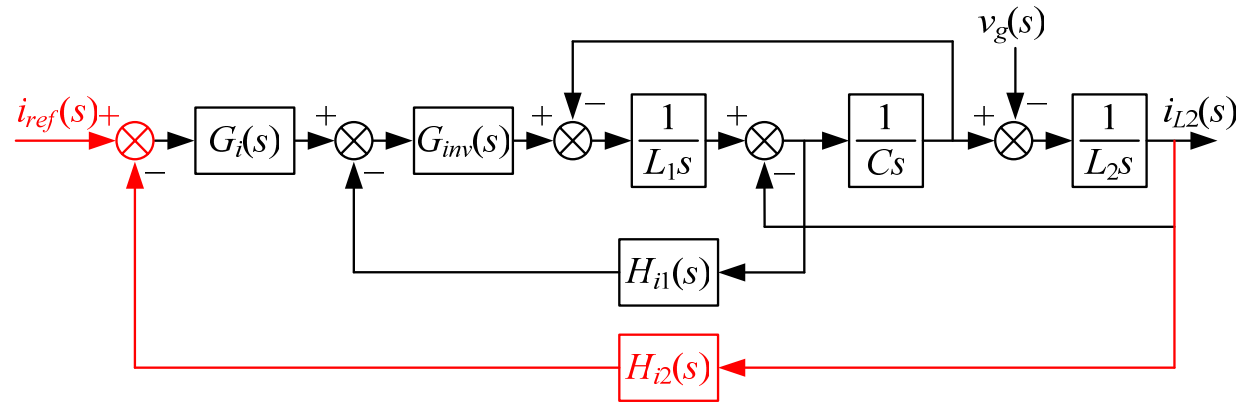 v_g(s)
i_ref(s) + − G_i(s) + − G_inv(s) + − 1/(L_1s) + − 1/(Cs) + − 1/(L_2s) i_L2(s)
H_i1(s)
H_i2(s)